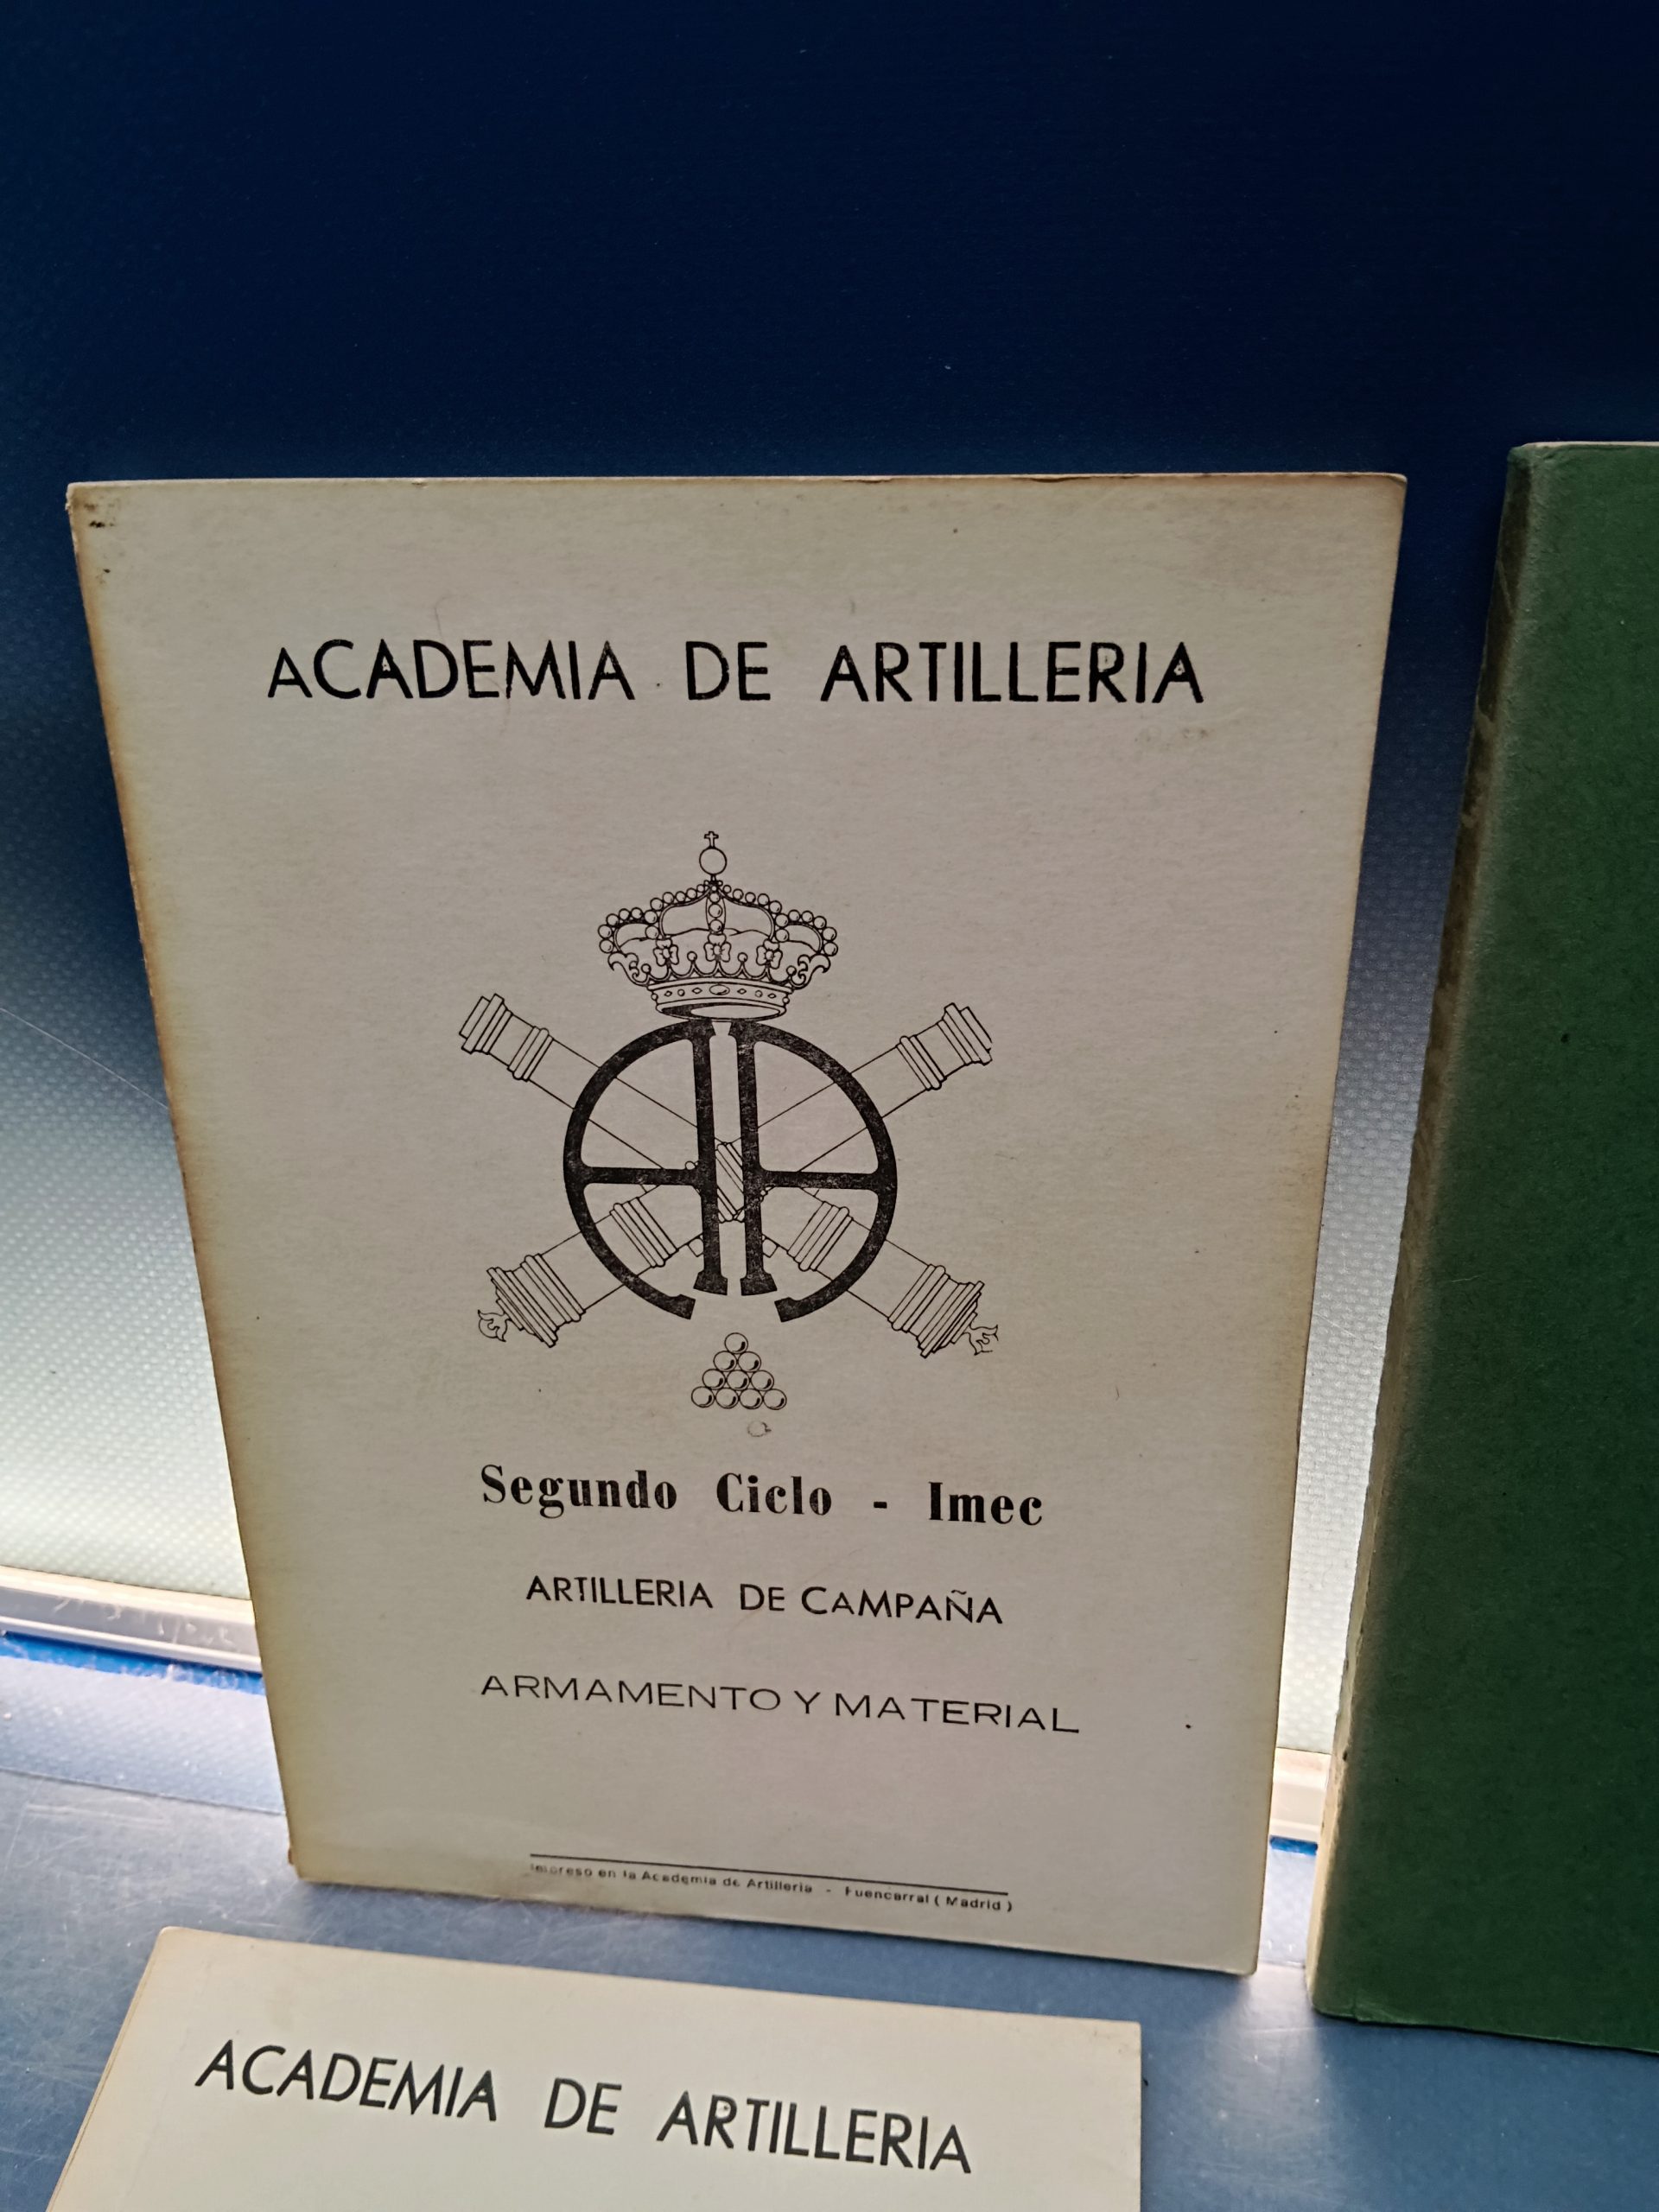 ACADEMIA DE ARTILLERIA
Segundo Ciclo - Imec
ARTILLERIA DE CAMPAÑA
ARMAMENTO Y MATERIAL
Impreso en la Academia de Artilleria - Fuencarral ( Madrid )
ACADEMIA DE ARTILLERIA